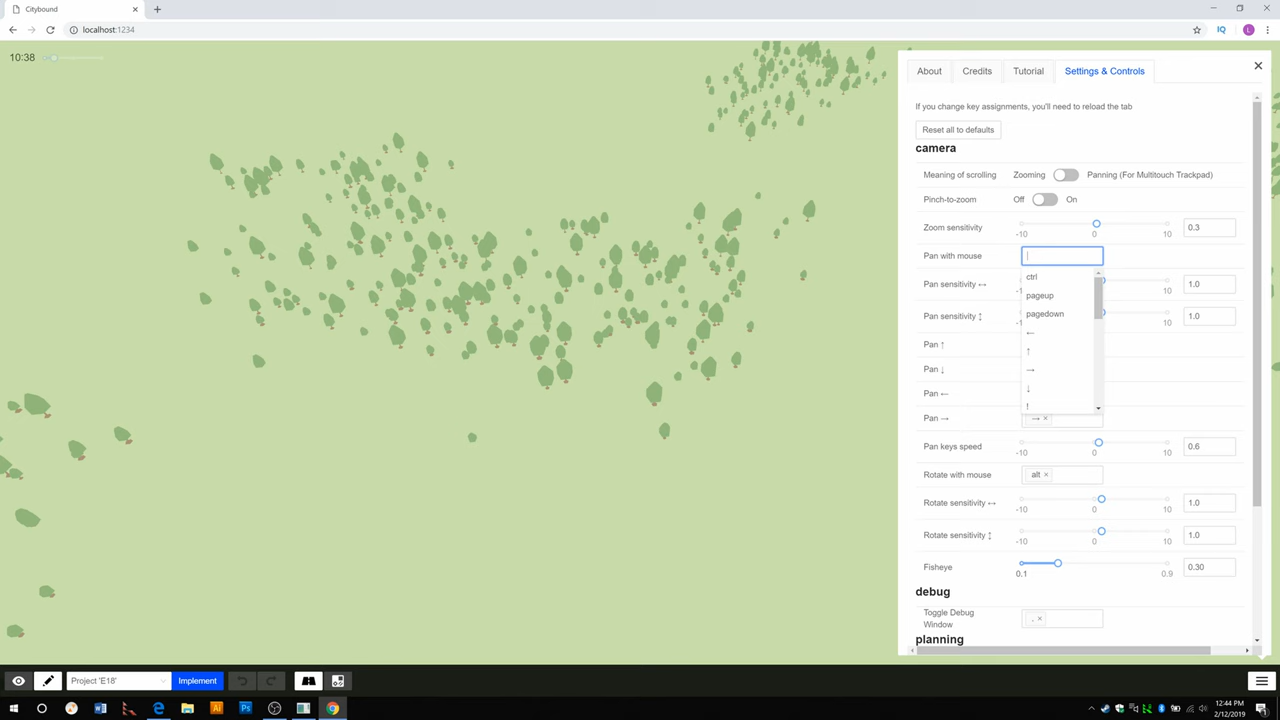 Citybound
localhost:1234
10:38
About
Credits
Tutorial
Settings & Controls
If you change key assignments, you'll need to reload the tab
Reset all to defaults
camera
Meaning of scrolling Zooming Panning (For Multitouch Trackpad)
Pinch-to-zoom Off On
Zoom sensitivity -10 0 10 0.3
Pan with mouse
ctrl
pageup
pagedown
←
↑
→
↓
!
Pan sensitivity ↔ 10 1.0
Pan sensitivity ↕ 10 1.0
Pan ↑
Pan ↓
Pan ←
Pan → → ×
Pan keys speed -10 0 10 0.6
Rotate with mouse alt ×
Rotate sensitivity ↔ -10 0 10 1.0
Rotate sensitivity ↕ -10 0 10 1.0
Fisheye 0.1 0.9 0.30
debug
Toggle Debug
Window . ×
planning
Project 'E18'
Implement
12:44 PM
2/12/2019